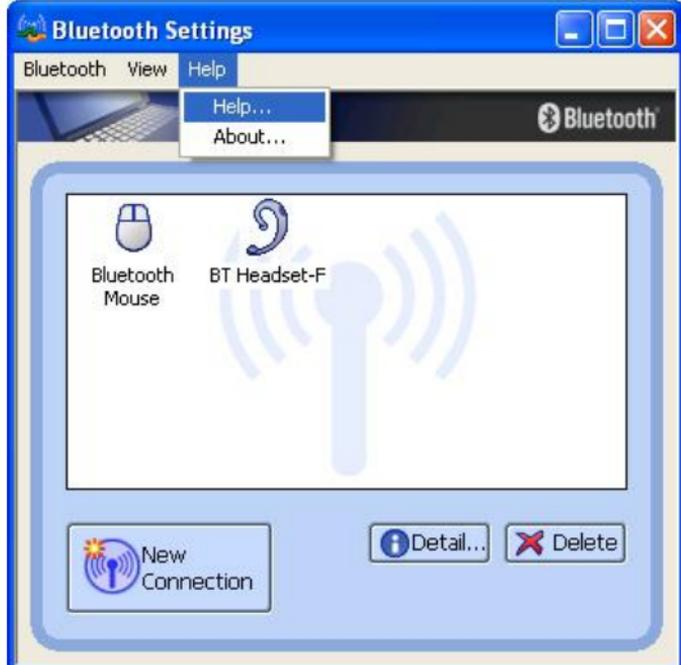 Bluetooth Settings
Bluetooth View Help
Help...
About...
Bluetooth
Bluetooth
Mouse
BT Headset-F
New
Connection
Detail...
Delete